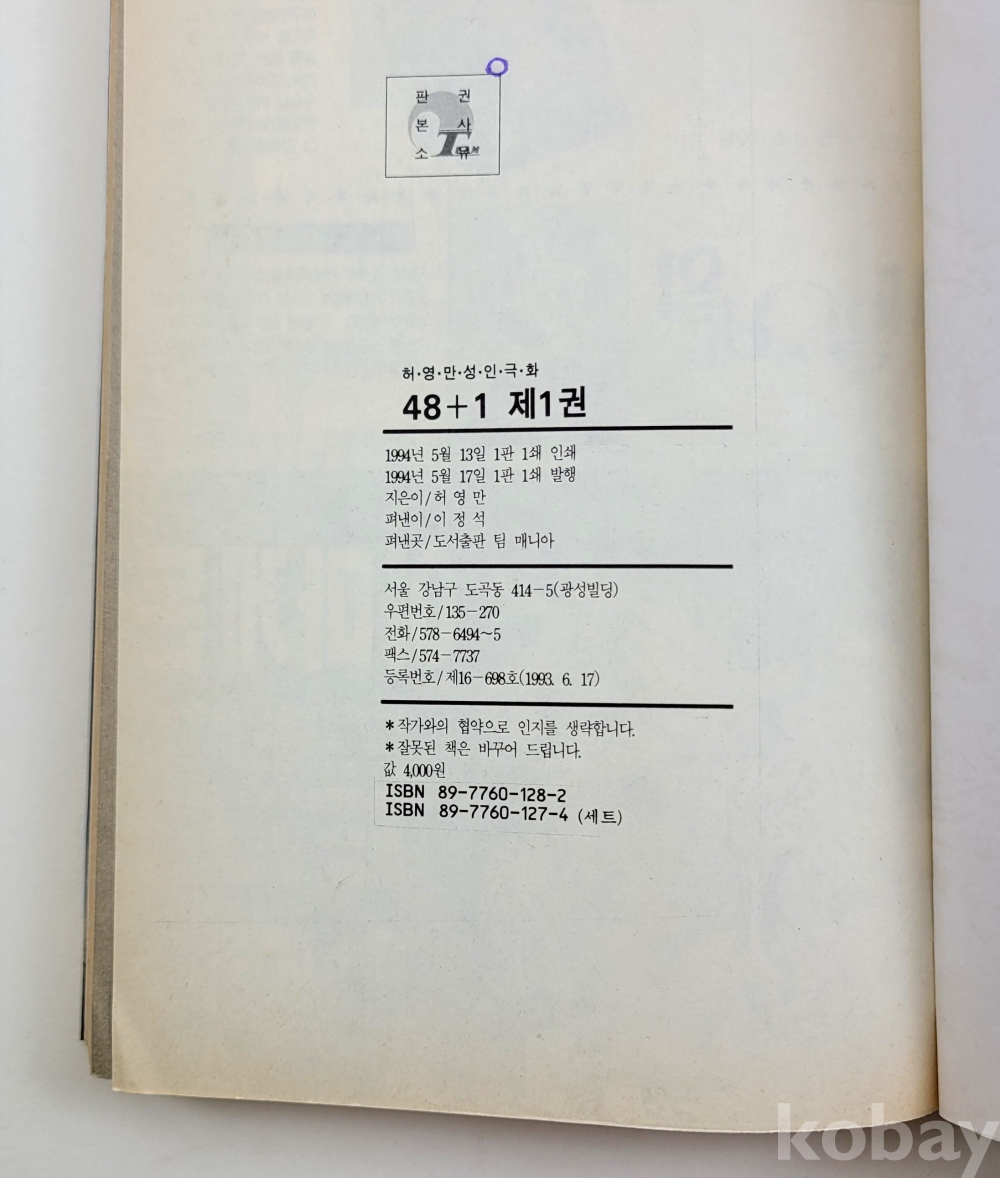 판 권
본 사
소 유
허·영·만·성·인·극·화
48+1 제1권
1994년 5월 13일 1판 1쇄 인쇄
1994년 5월 17일 1판 1쇄 발행
지은이/허 영 만
펴낸이/이 정 석
펴낸곳/도서출판 팀 매니아
서울 강남구 도곡동 414-5(광성빌딩)
우편번호/135-270
전화/578-6494~5
팩스/574-7737
등록번호/제16-698호(1993. 6. 17)
*작가와의 협약으로 인지를 생략합니다.
*잘못된 책은 바꾸어 드립니다.
값 4,000원
ISBN 89-7760-128-2
ISBN 89-7760-127-4 (세트)
kobay